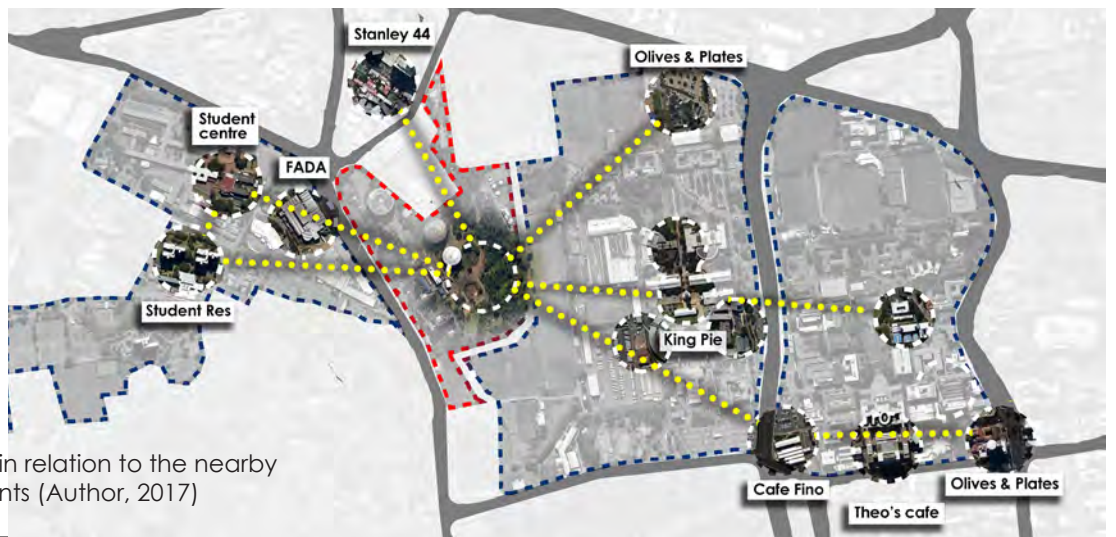 Stanley 44
Olives & Plates
Student
centre
FADA
Student Res
King Pie
in relation to the nearby
nts (Author, 2017)
Cafe Fino
Olives & Plates
Theo's cafe